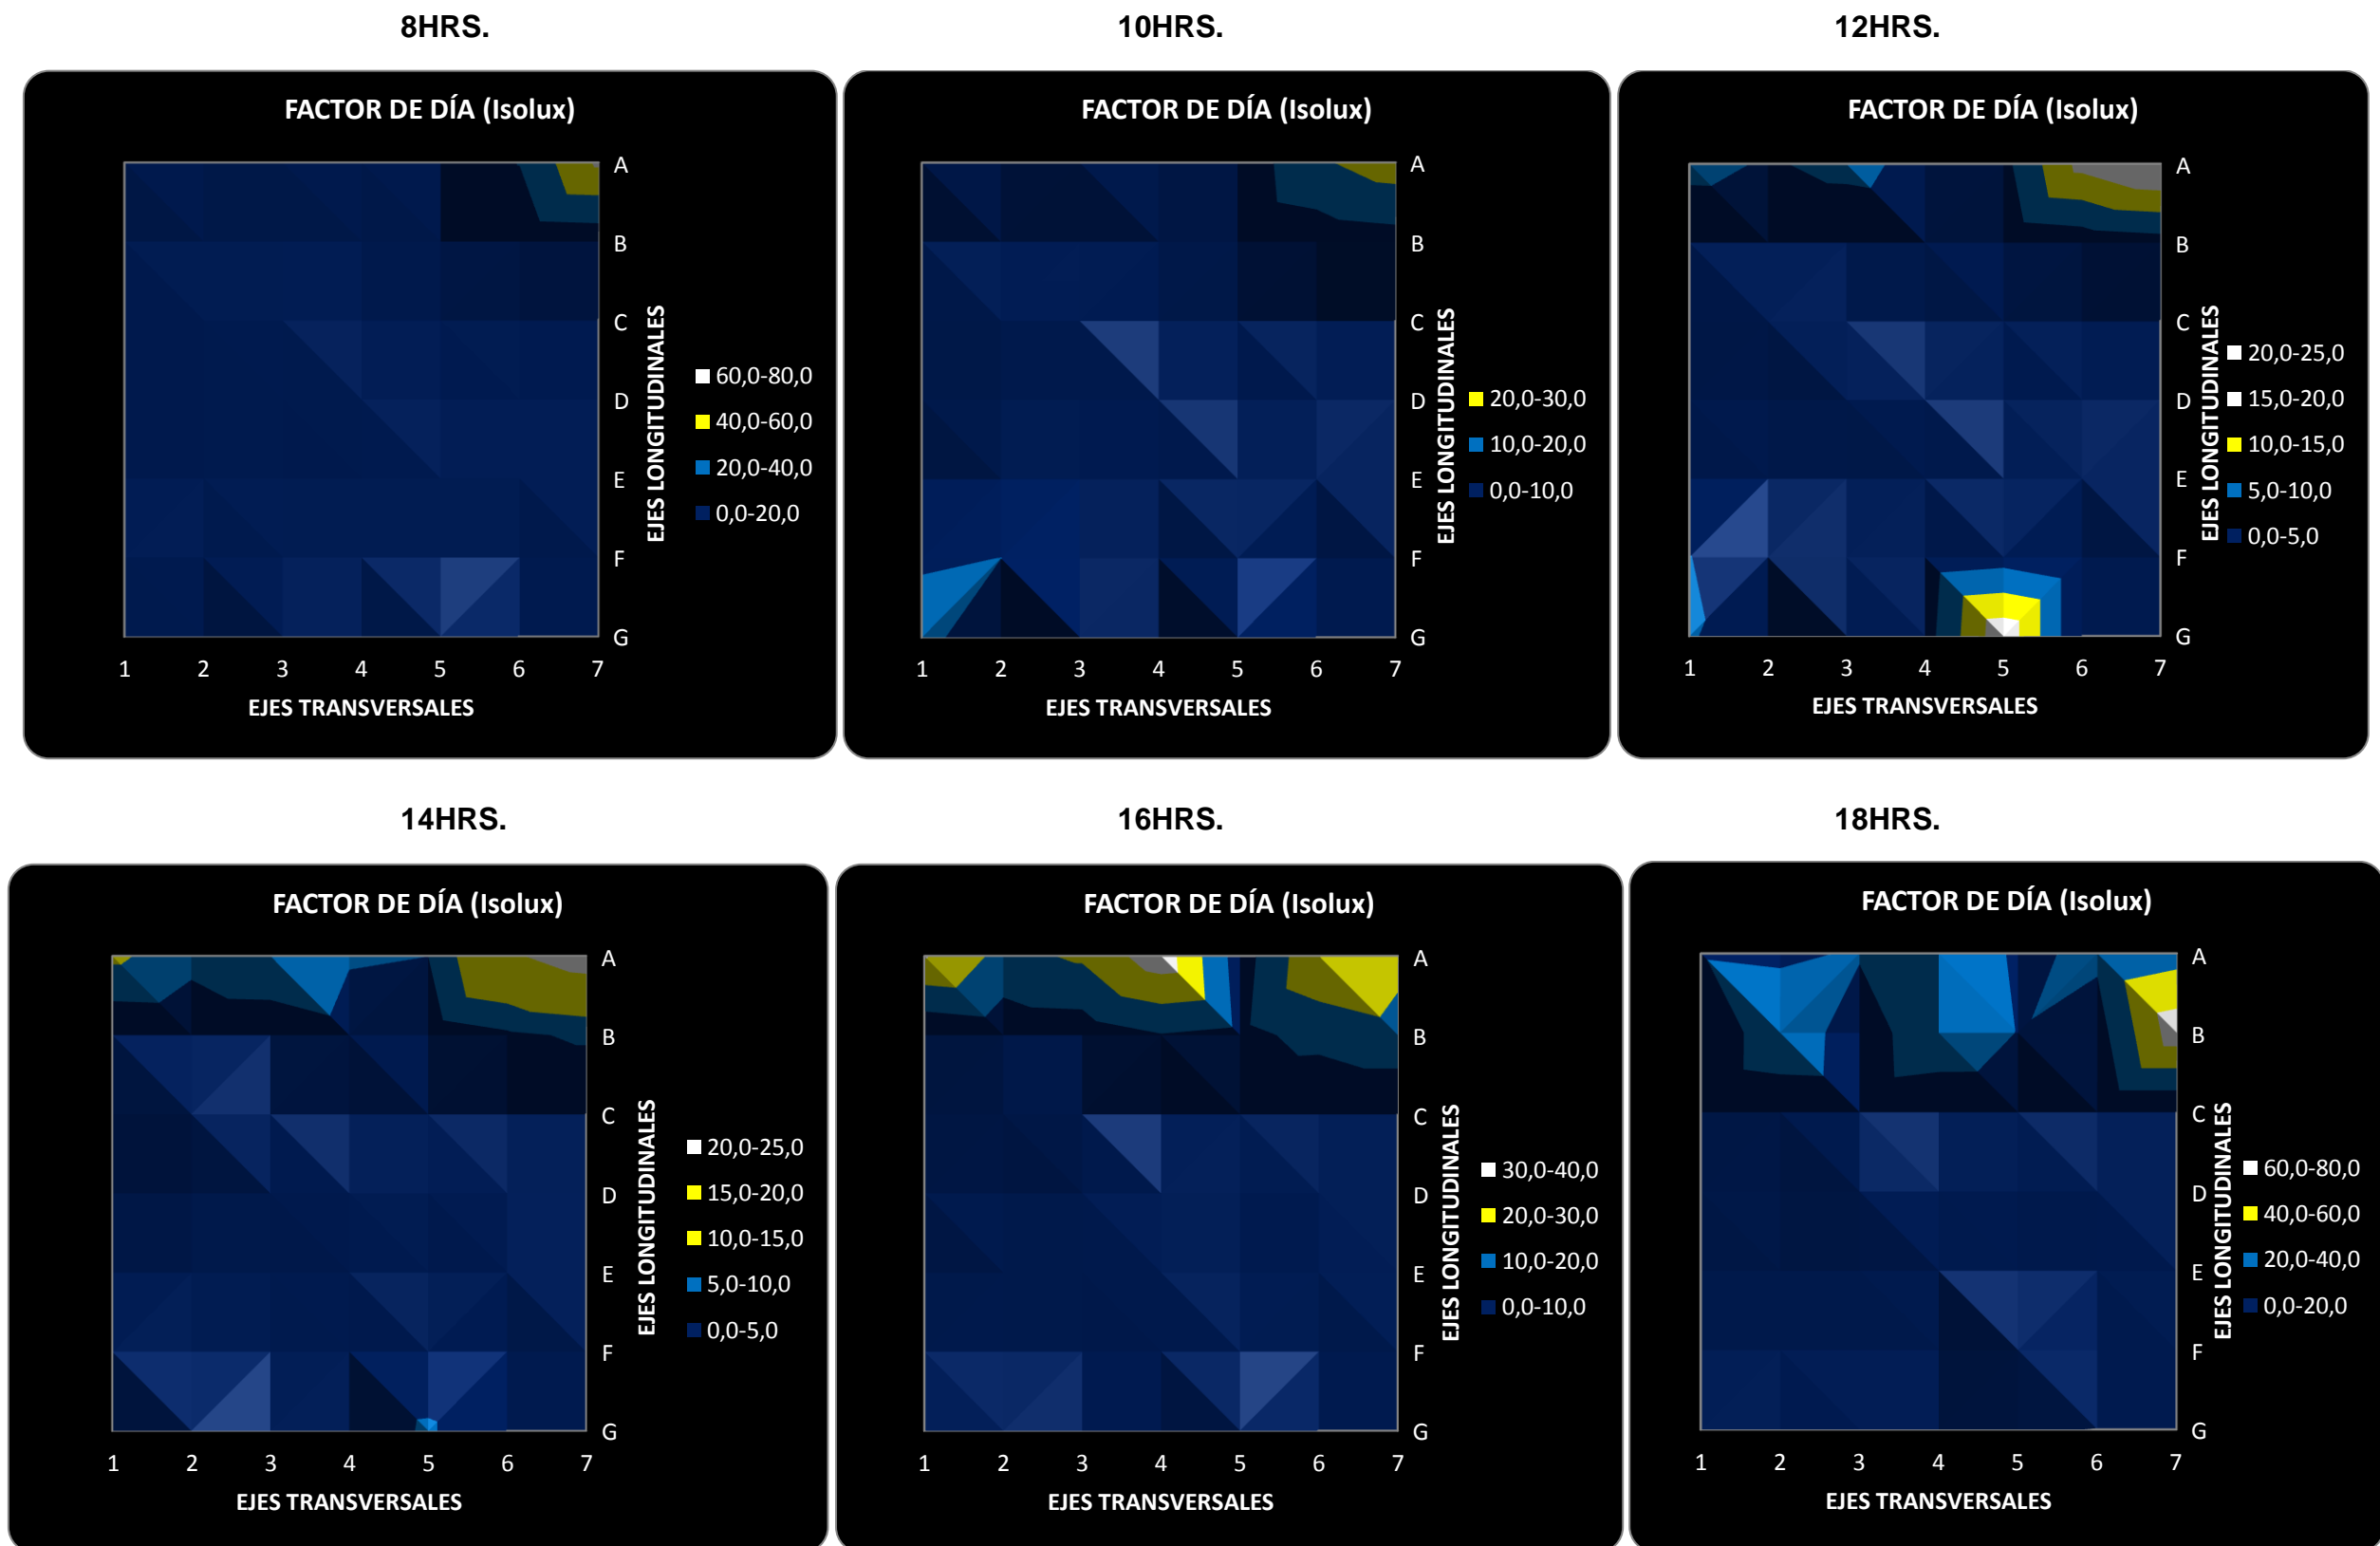 8HRS.
FACTOR DE DÍA (Isolux)
A
B
C
D
E
F
G
EJES LONGITUDINALES
60,0-80,0
40,0-60,0
20,0-40,0
0,0-20,0
1 2 3 4 5 6 7
EJES TRANSVERSALES
10HRS.
FACTOR DE DÍA (Isolux)
A
B
C
D
E
F
G
EJES LONGITUDINALES
20,0-30,0
10,0-20,0
0,0-10,0
1 2 3 4 5 6 7
EJES TRANSVERSALES
12HRS.
FACTOR DE DÍA (Isolux)
A
B
C
D
E
F
G
EJES LONGITUDINALES
20,0-25,0
15,0-20,0
10,0-15,0
5,0-10,0
0,0-5,0
1 2 3 4 5 6 7
EJES TRANSVERSALES
14HRS.
FACTOR DE DÍA (Isolux)
A
B
C
D
E
F
G
EJES LONGITUDINALES
20,0-25,0
15,0-20,0
10,0-15,0
5,0-10,0
0,0-5,0
1 2 3 4 5 6 7
EJES TRANSVERSALES
16HRS.
FACTOR DE DÍA (Isolux)
A
B
C
D
E
F
G
EJES LONGITUDINALES
30,0-40,0
20,0-30,0
10,0-20,0
0,0-10,0
1 2 3 4 5 6 7
EJES TRANSVERSALES
18HRS.
FACTOR DE DÍA (Isolux)
A
B
C
D
E
F
G
EJES LONGITUDINALES
60,0-80,0
40,0-60,0
20,0-40,0
0,0-20,0
1 2 3 4 5 6 7
EJES TRANSVERSALES